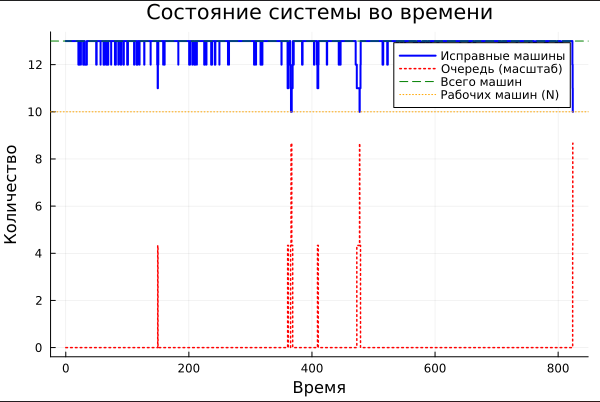 Состояние системы во времени
Исправные машины
Очередь (масштаб)
Всего машин
Рабочих машин (N)
Количество
12
10
8
6
4
2
0
0 200 400 600 800
Время